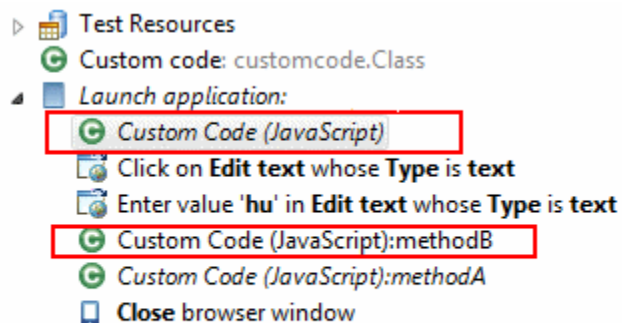 Test Resources
Custom code: customcode.Class
Launch application:
Custom Code (JavaScript)
Click on Edit text whose Type is text
Enter value 'hu' in Edit text whose Type is text
Custom Code (JavaScript):methodB
Custom Code (JavaScript):methodA
Close browser window